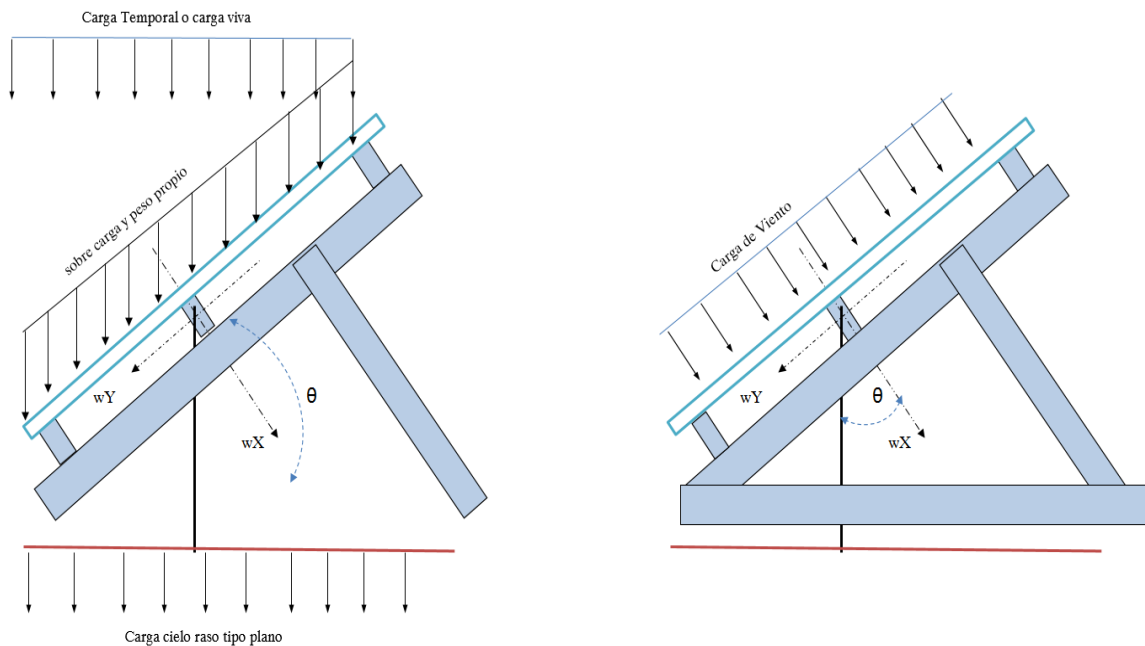 Carga Temporal o carga viva
sobre carga y peso propio
wY
θ
wX
Carga cielo raso tipo plano
Carga de Viento
wY
θ
wX